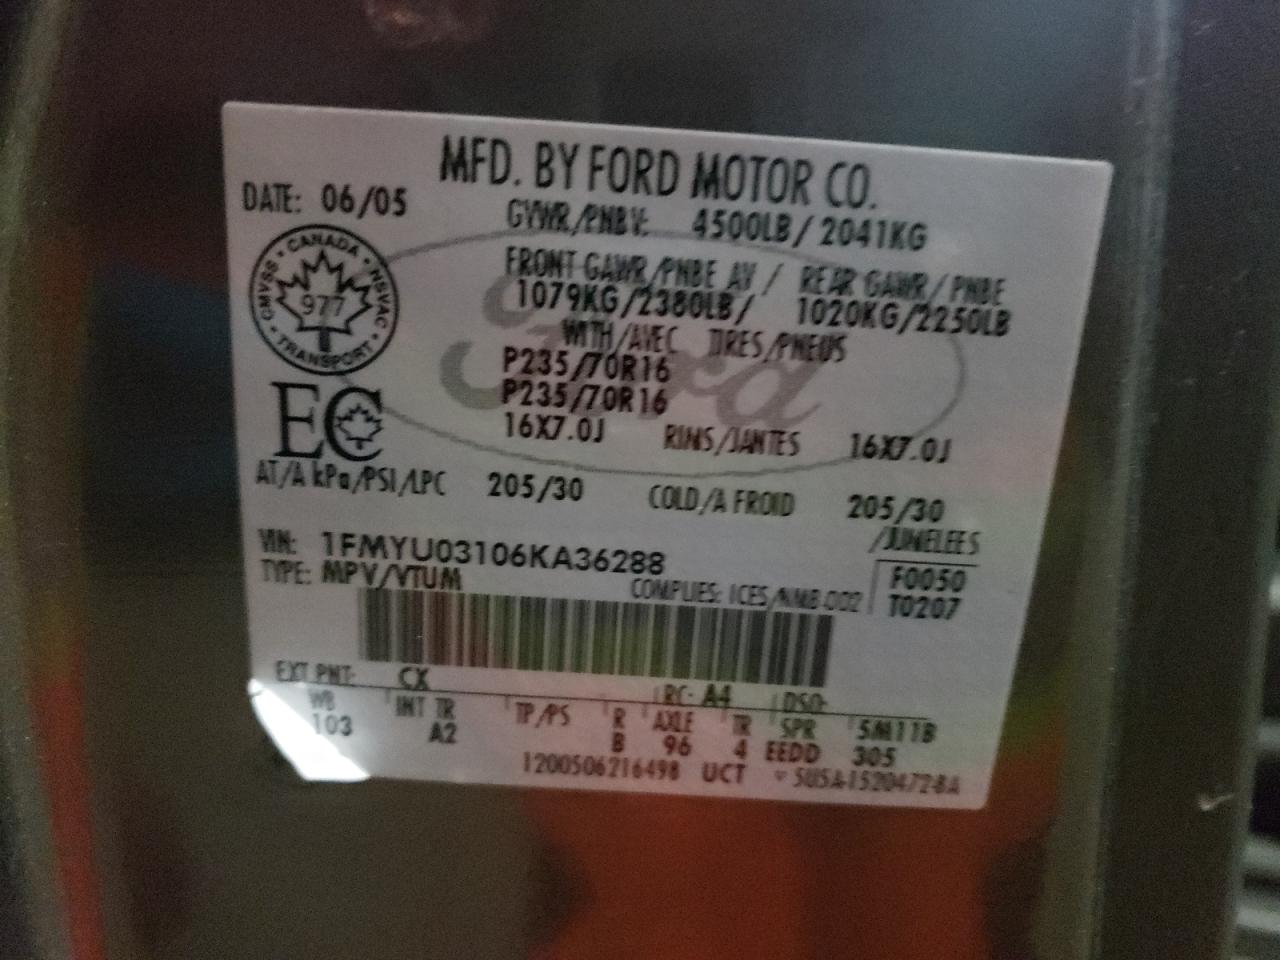 MFD. BY FORD MOTOR CO.
DATE: 06/05
GVWR/PNBV: 4500LB/2041KG
CMVSS • CANADA • NSVAC • TRANSPORT •
977
FRONT GAWR/PNBE AV / REAR GAWR/PNBE
1079KG/2380LB/ 1020KG/2250LB
WITH/AVEC TIRES/PNEUS
Ford
P235/70R16
P235/70R16
EC
16X7.0J RIMS/JANTES 16X7.0J
AT/A kPa/PSI/LPC 205/30 COLD/A FROID 205/30
/JUMELEES
VIN: 1FMYU03106KA36288
F0050
TYPE: MPV/VTUM COMPLIES: ICES/NMB-002 T0207
EXT PNT: CX RC: A4 DSO:
WB INT TR TP/PS R AXLE TR SPR 5M11B
103 A2 B 96 4 EEDD 305
1200506216498 UCT ▽ 5U5A-1520472-BA